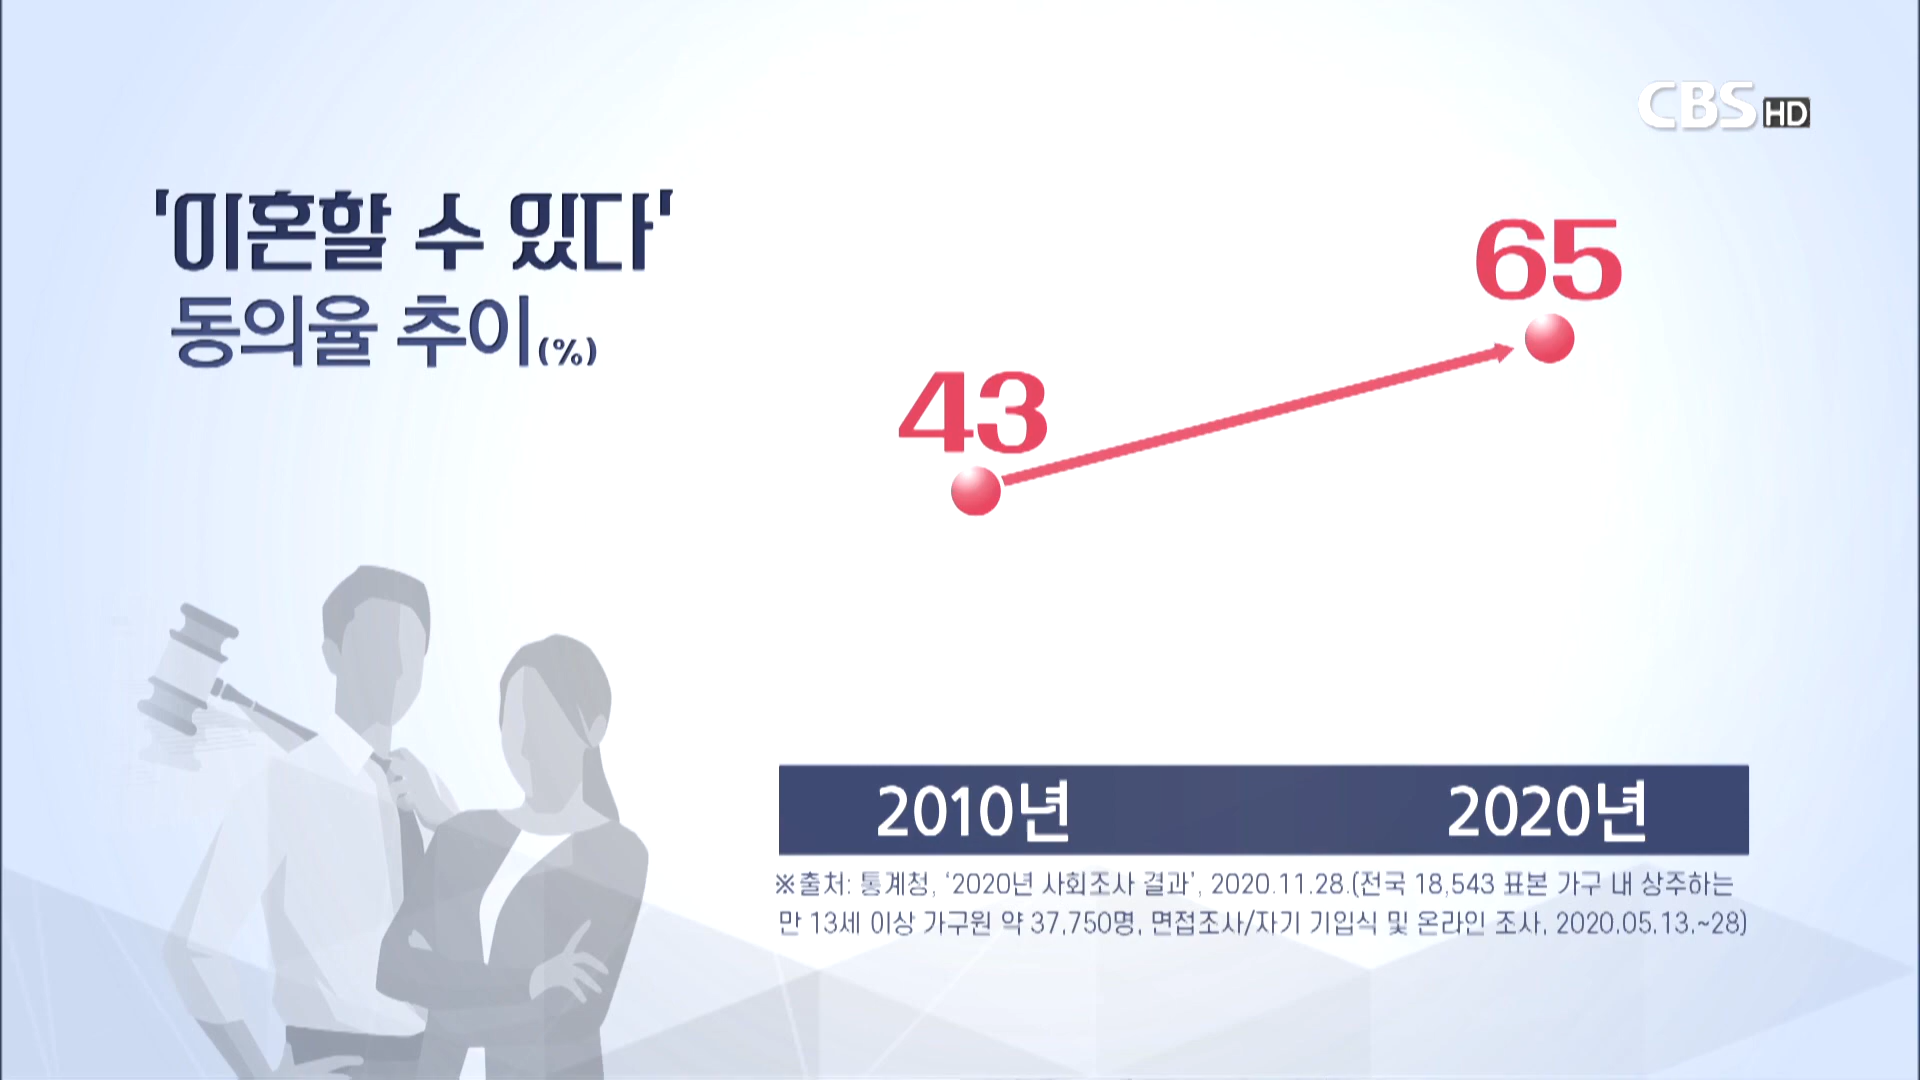 CBS HD
'이혼할 수 있다'
동의율 추이(%)
43
65
2010년
2020년
※출처: 통계청, '2020년 사회조사 결과', 2020.11.28.(전국 18,543 표본 가구 내 상주하는
만 13세 이상 가구원 약 37,750명, 면접조사/자기 기입식 및 온라인 조사, 2020.05.13.~28)